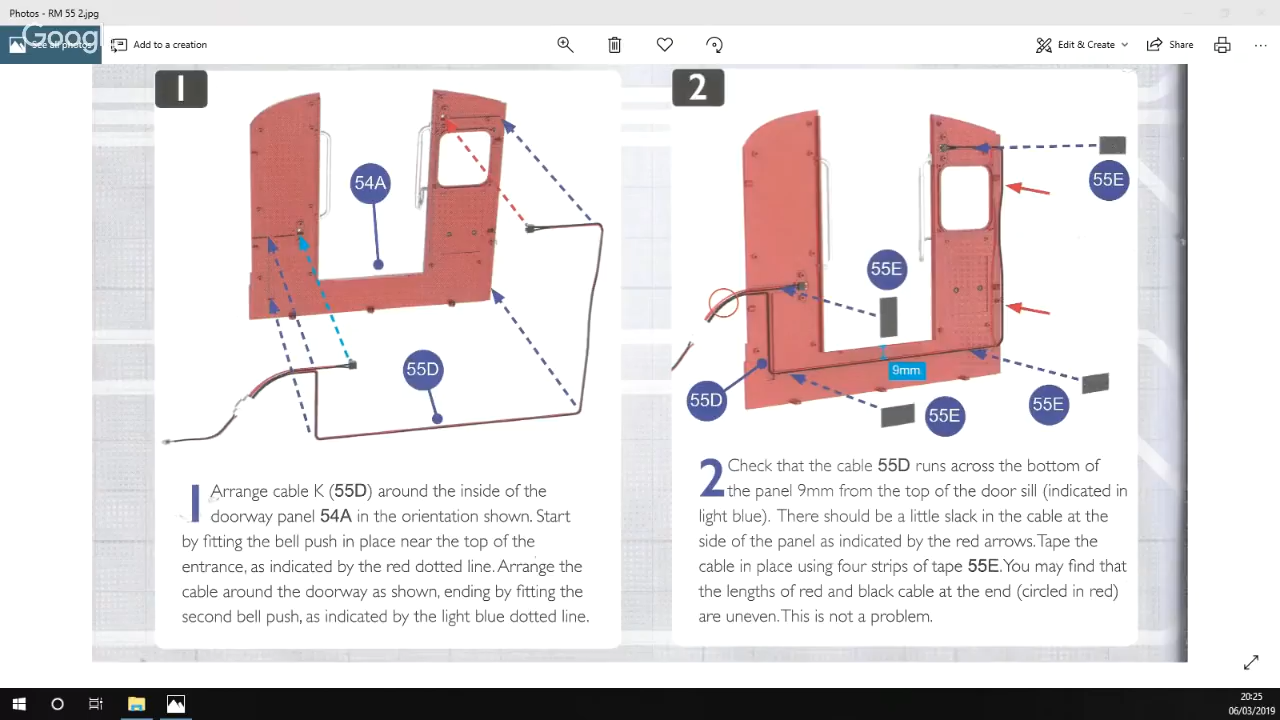 Photos - RM 55 2.jpg
Goog
See all photos
Add to a creation
Edit & Create
Share
1
54A
55D
1 Arrange cable K (55D) around the inside of the
doorway panel 54A in the orientation shown. Start
by fitting the bell push in place near the top of the
entrance, as indicated by the red dotted line. Arrange the
cable around the doorway as shown, ending by fitting the
second bell push, as indicated by the light blue dotted line.
2
55E
55E
9mm
55D
55E
55E
2 Check that the cable 55D runs across the bottom of
the panel 9mm from the top of the door sill (indicated in
light blue). There should be a little slack in the cable at the
side of the panel as indicated by the red arrows. Tape the
cable in place using four strips of tape 55E. You may find that
the lengths of red and black cable at the end (circled in red)
are uneven. This is not a problem.
20:25
06/03/2019